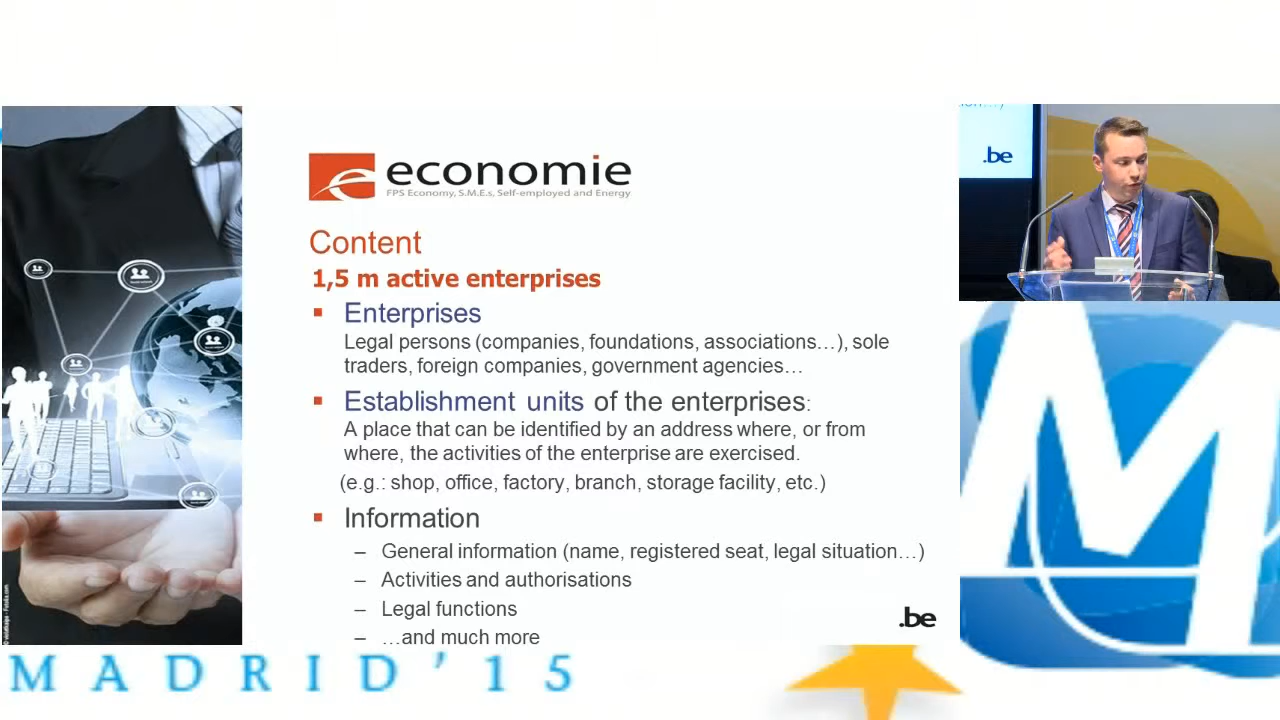 economie
FPS Economy, S.M.E.s, Self-employed and Energy
Content
1,5 m active enterprises
▪ Enterprises
Legal persons (companies, foundations, associations…), sole
traders, foreign companies, government agencies…
▪ Establishment units of the enterprises:
A place that can be identified by an address where, or from
where, the activities of the enterprise are exercised.
(e.g.: shop, office, factory, branch, storage facility, etc.)
▪ Information
– General information (name, registered seat, legal situation…)
– Activities and authorisations
– Legal functions
– …and much more
.be
.be
M
MADRID'15